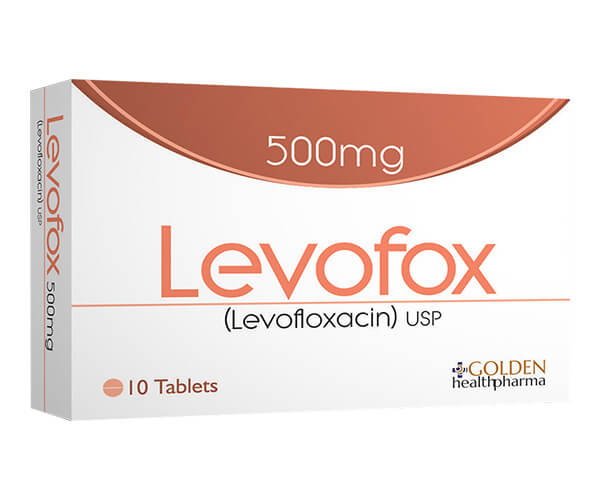 500mg
Levofox
(Levofloxacin) USP
10 Tablets
GOLDEN
healthpharma
Levofox 500mg
(Levofloxacin) USP